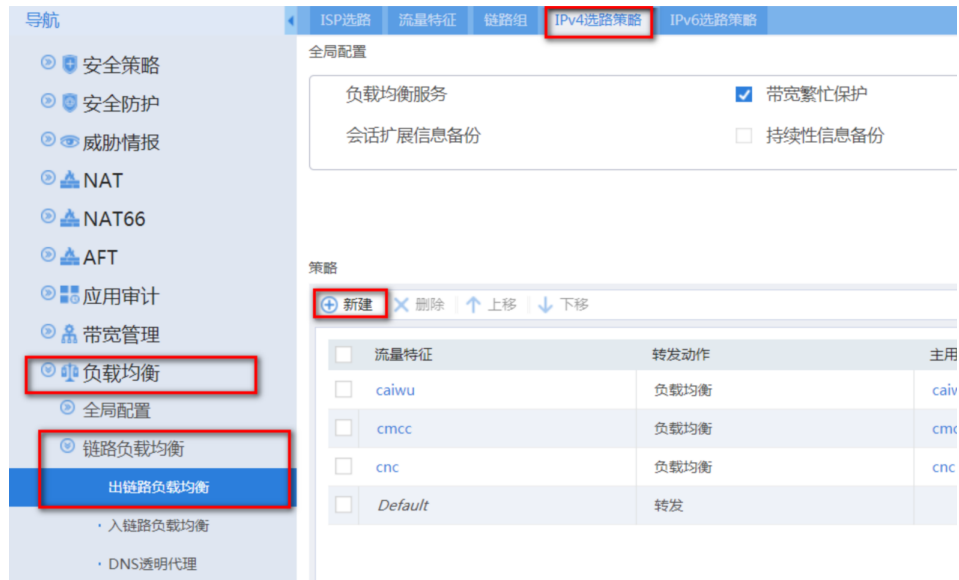 导航
ISP选路 流量特征 链路组 IPv4选路策略 IPv6选路策略
全局配置
负载均衡服务 带宽繁忙保护
会话扩展信息备份 持续性信息备份
安全策略
安全防护
威胁情报
NAT
NAT66
AFT
应用审计
带宽管理
负载均衡
全局配置
链路负载均衡
出链路负载均衡
入链路负载均衡
DNS透明代理
策略
新建 删除 上移 下移
流量特征 转发动作 主用
caiwu 负载均衡
cmcc 负载均衡
cnc 负载均衡 cnc
Default 转发